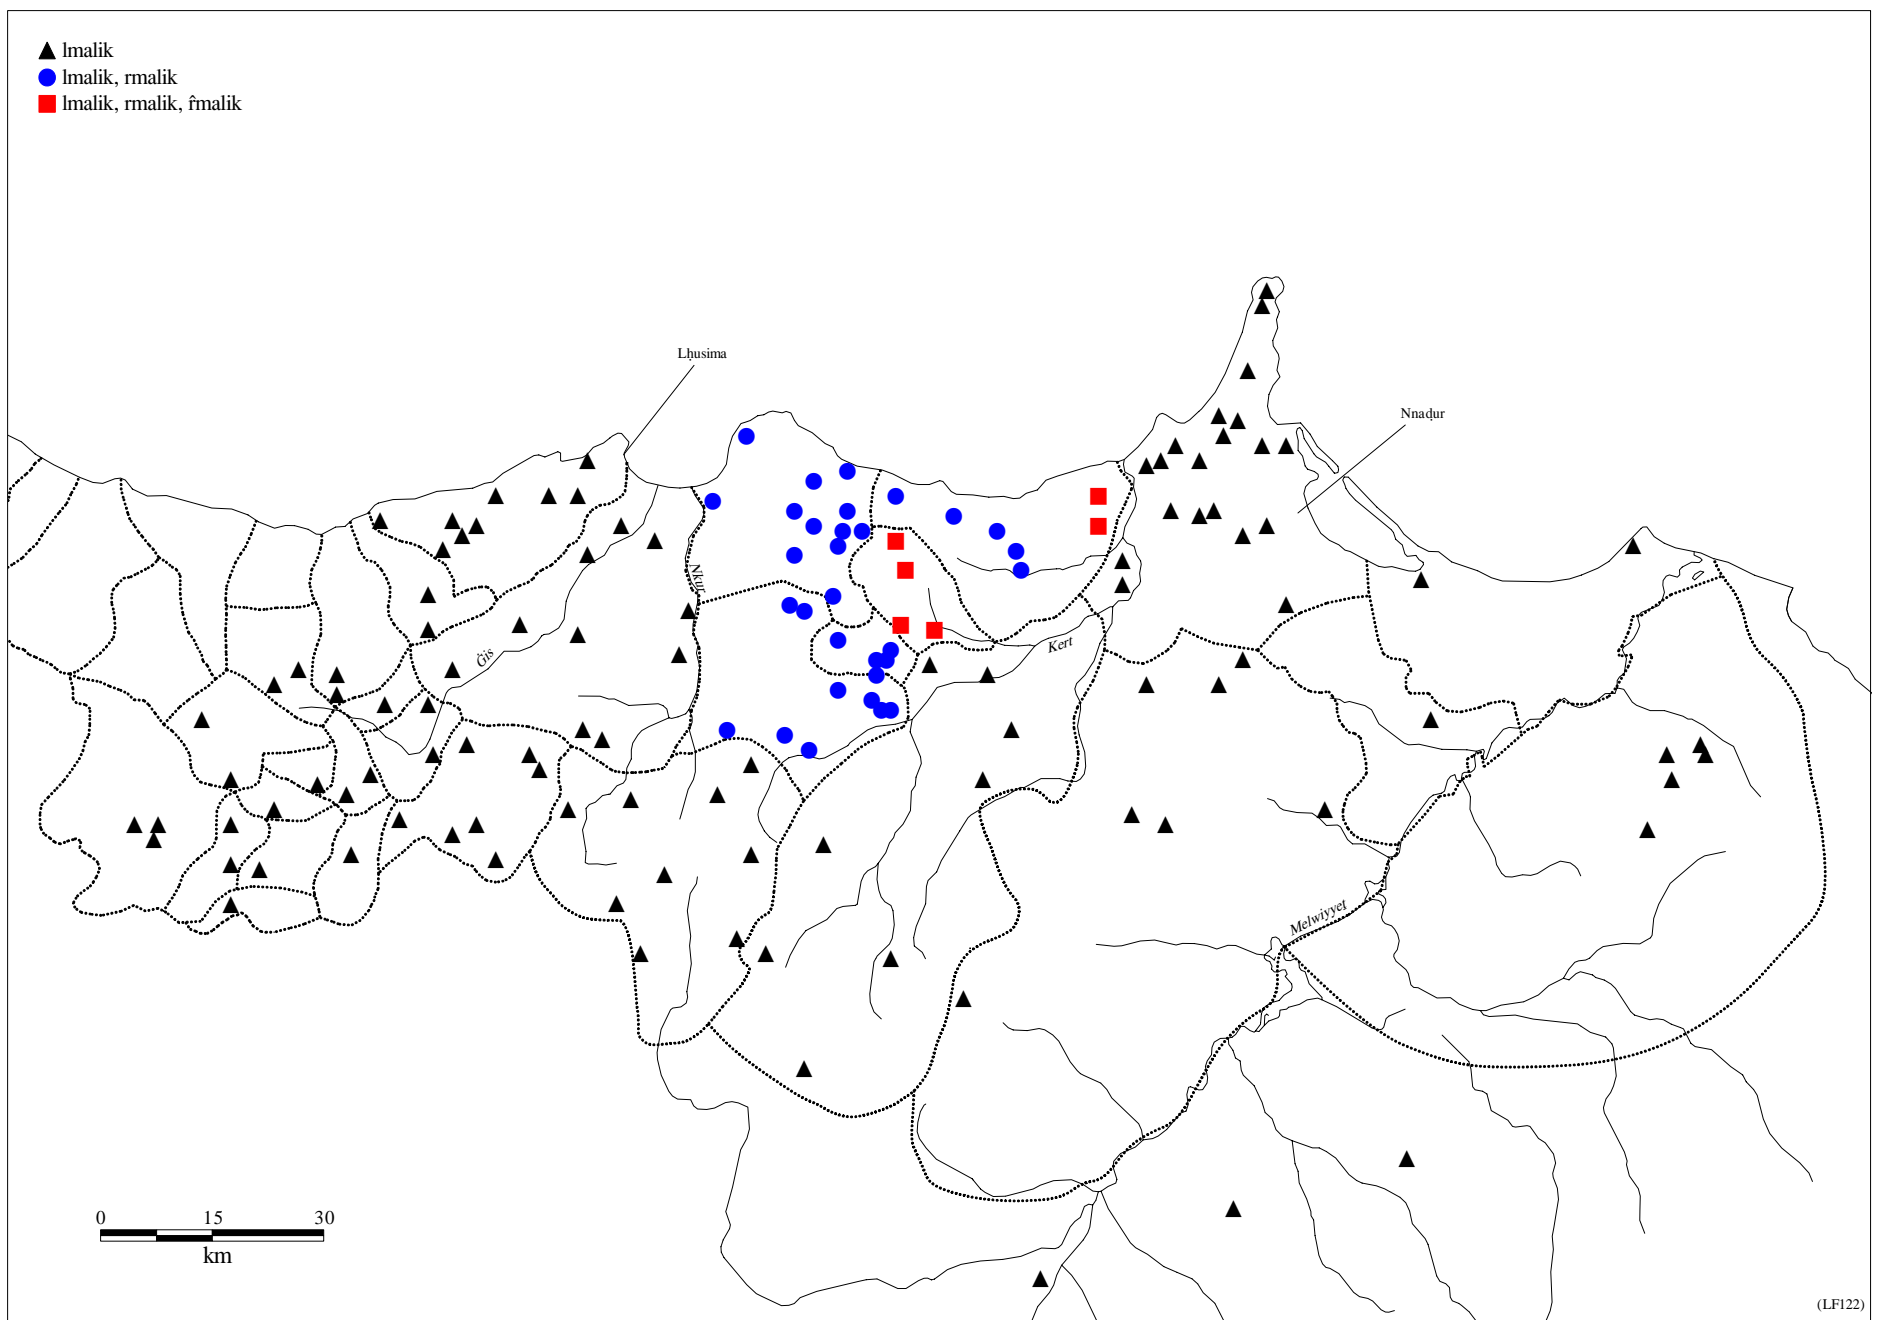 lmalik
lmalik, rmalik
lmalik, rmalik, r̂malik
Lḥusima
Nnaḍur
Nkur
Ġis
Kert
Melwiyyet
0 15 30
km
(LF122)